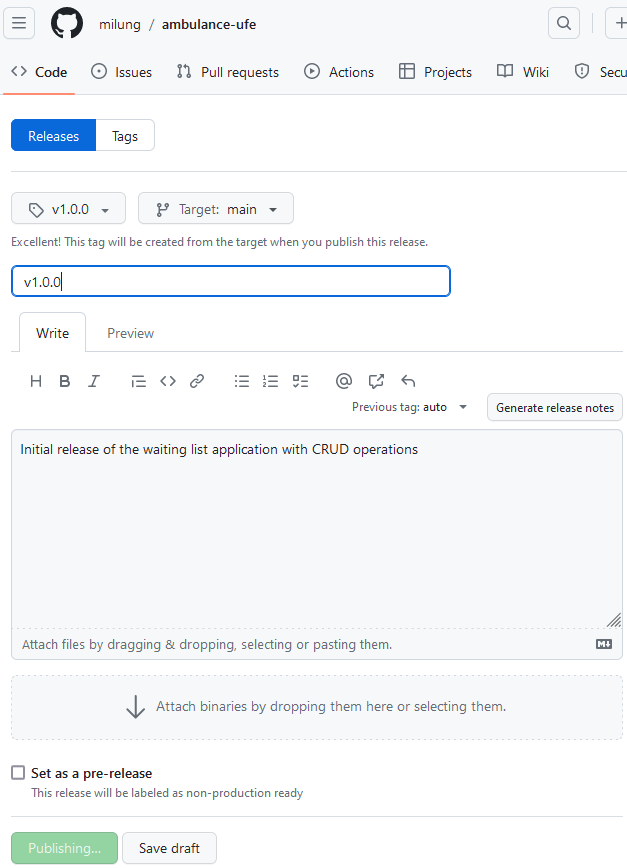 milung / ambulance-ufe
Code Issues Pull requests Actions Projects Wiki Secu
Releases Tags
v1.0.0 Target: main
Excellent! This tag will be created from the target when you publish this release.
v1.0.0
Write Preview
H B I
Previous tag: auto Generate release notes
Initial release of the waiting list application with CRUD operations
Attach files by dragging & dropping, selecting or pasting them.
Attach binaries by dropping them here or selecting them.
Set as a pre-release
This release will be labeled as non-production ready
Publishing... Save draft